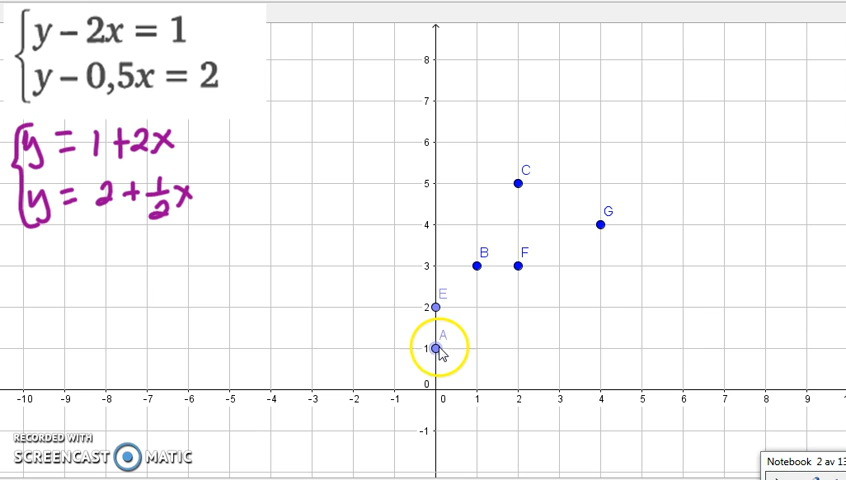 y – 2x = 1
y – 0,5x = 2
y = 1 + 2x
y = 2 + 1/2 x
8
7
6
5
4
3
2
1
0
-1
C
G
B
F
E
A
-10 -9 -8 -7 -6 -5 -4 -3 -2 -1 0 1 2 3 4 5 6 7 8 9
RECORDED WITH
SCREENCAST MATIC
Notebook 2 av 13